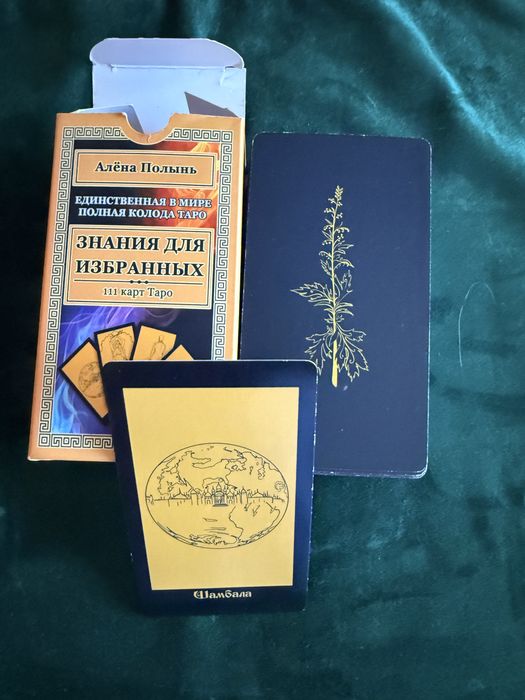 Алёна Полынь
ЕДИНСТВЕННАЯ В МИРЕ
ПОЛНАЯ КОЛОДА ТАРО
ЗНАНИЯ ДЛЯ
ИЗБРАННЫХ
111 карт Таро
Шамбала